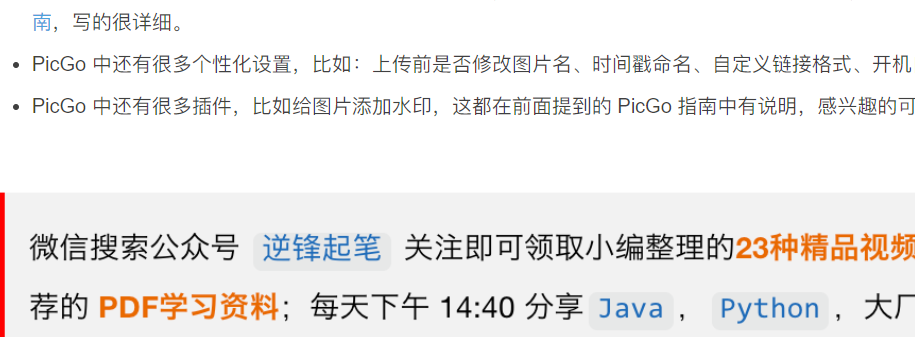 南，写的很详细。
PicGo 中还有很多个性化设置，比如：上传前是否修改图片名、时间戳命名、自定义链接格式、开机
PicGo 中还有很多插件，比如给图片添加水印，这都在前面提到的 PicGo 指南中有说明，感兴趣的可
微信搜索公众号 逆锋起笔 关注即可领取小编整理的23种精品视频
荐的 PDF学习资料；每天下午 14:40 分享 Java ， Python ，大厂